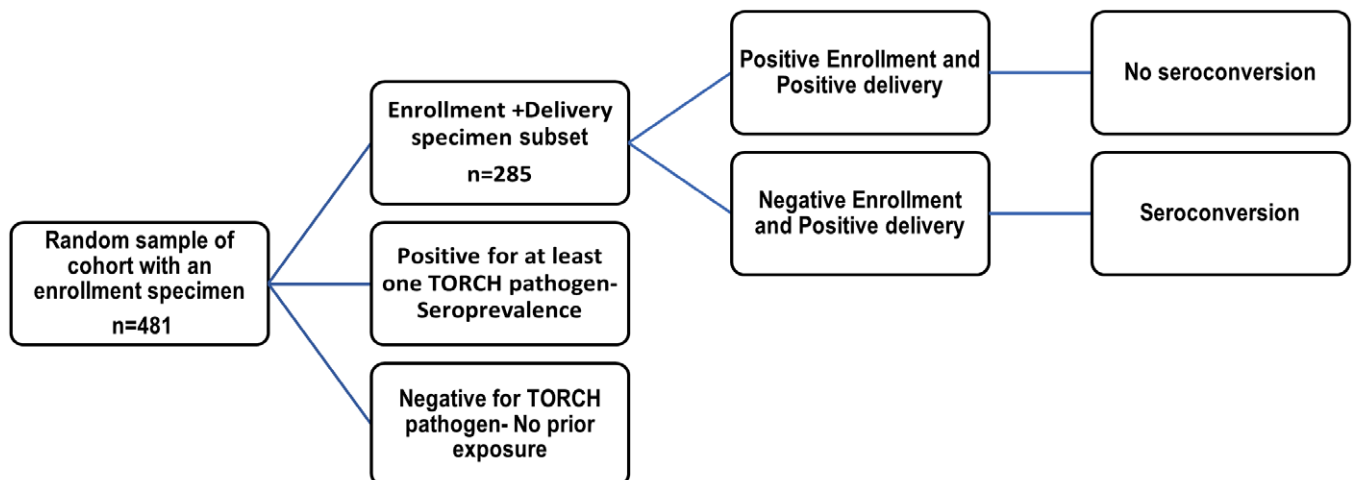 Random sample of
cohort with an
enrollment specimen
n=481
Enrollment +Delivery
specimen subset
n=285
Positive for at least
one TORCH pathogen-
Seroprevalence
Negative for TORCH
pathogen- No prior
exposure
Positive Enrollment and
Positive delivery
Negative Enrollment
and Positive delivery
No seroconversion
Seroconversion